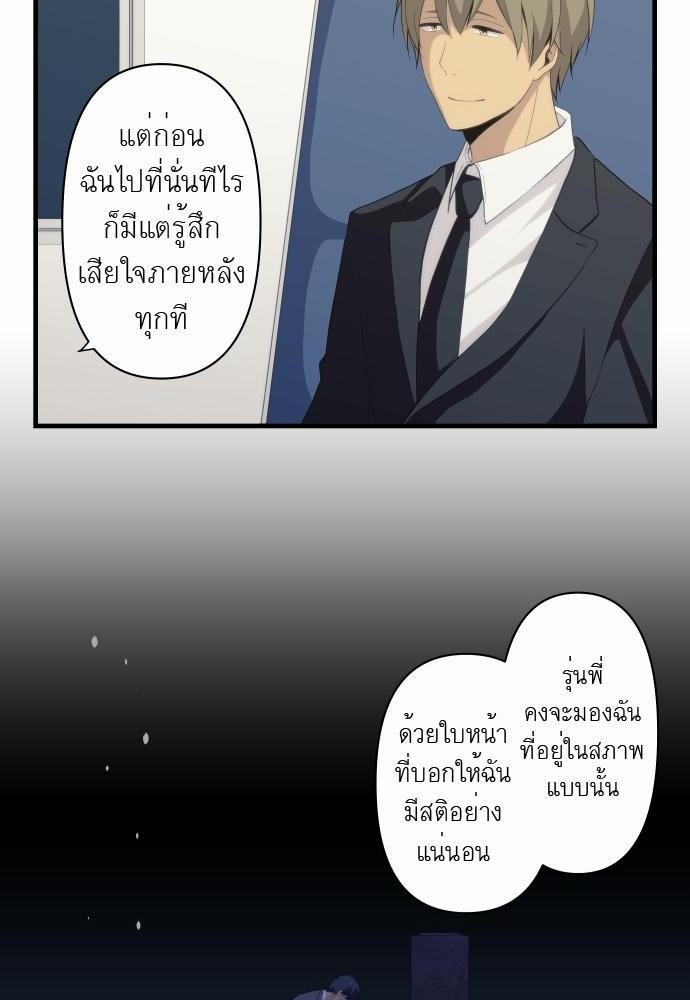 แต่ก่อน
ฉันไปที่นั่นทีไร
ก็มีแต่รู้สึก
เสียใจภายหลัง
ทุกที
รุ่นพี่
คงจะมองฉัน
ที่อยู่ในสภาพ
แบบนั้น
ด้วยใบหน้า
ที่บอกให้ฉัน
มีสติอย่าง
แน่นอน